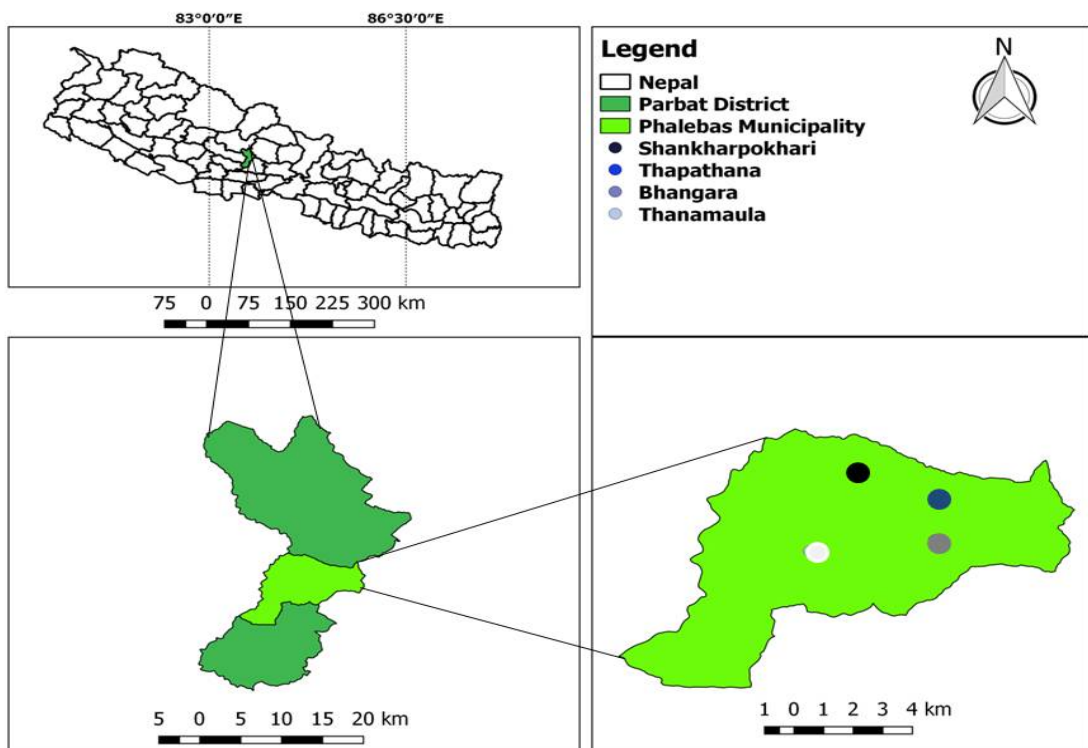 83°0′0″E 86°30′0″E
75 0 75 150 225 300 km
Legend
Nepal
Parbat District
Phalebas Municipality
Shankharpokhari
Thapathana
Bhangara
Thanamaula
N
5 0 5 10 15 20 km
1 0 1 2 3 4 km